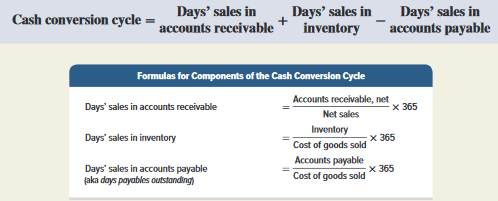 Cash conversion cycle = Days' sales in accounts receivable + Days' sales in inventory − Days' sales in accounts payable
Formulas for Components of the Cash Conversion Cycle
Days' sales in accounts receivable = Accounts receivable, net / Net sales × 365
Days' sales in inventory = Inventory / Cost of goods sold × 365
Days' sales in accounts payable = Accounts payable / Cost of goods sold × 365
(aka days payables outstanding)